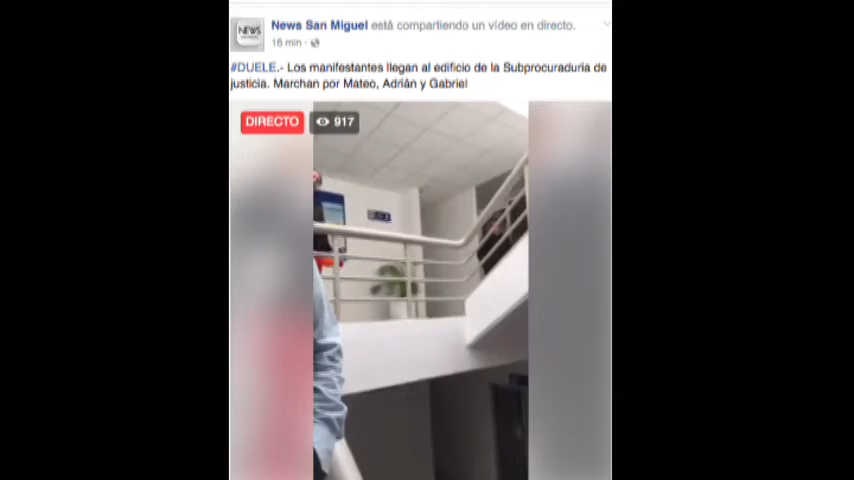 NEWS
News San Miguel está compartiendo un vídeo en directo.
16 min ·
#DUELE.- Los manifestantes llegan al edificio de la Subprocuraduria de
justicia. Marchan por Mateo, Adrián y Gabriel
DIRECTO 917